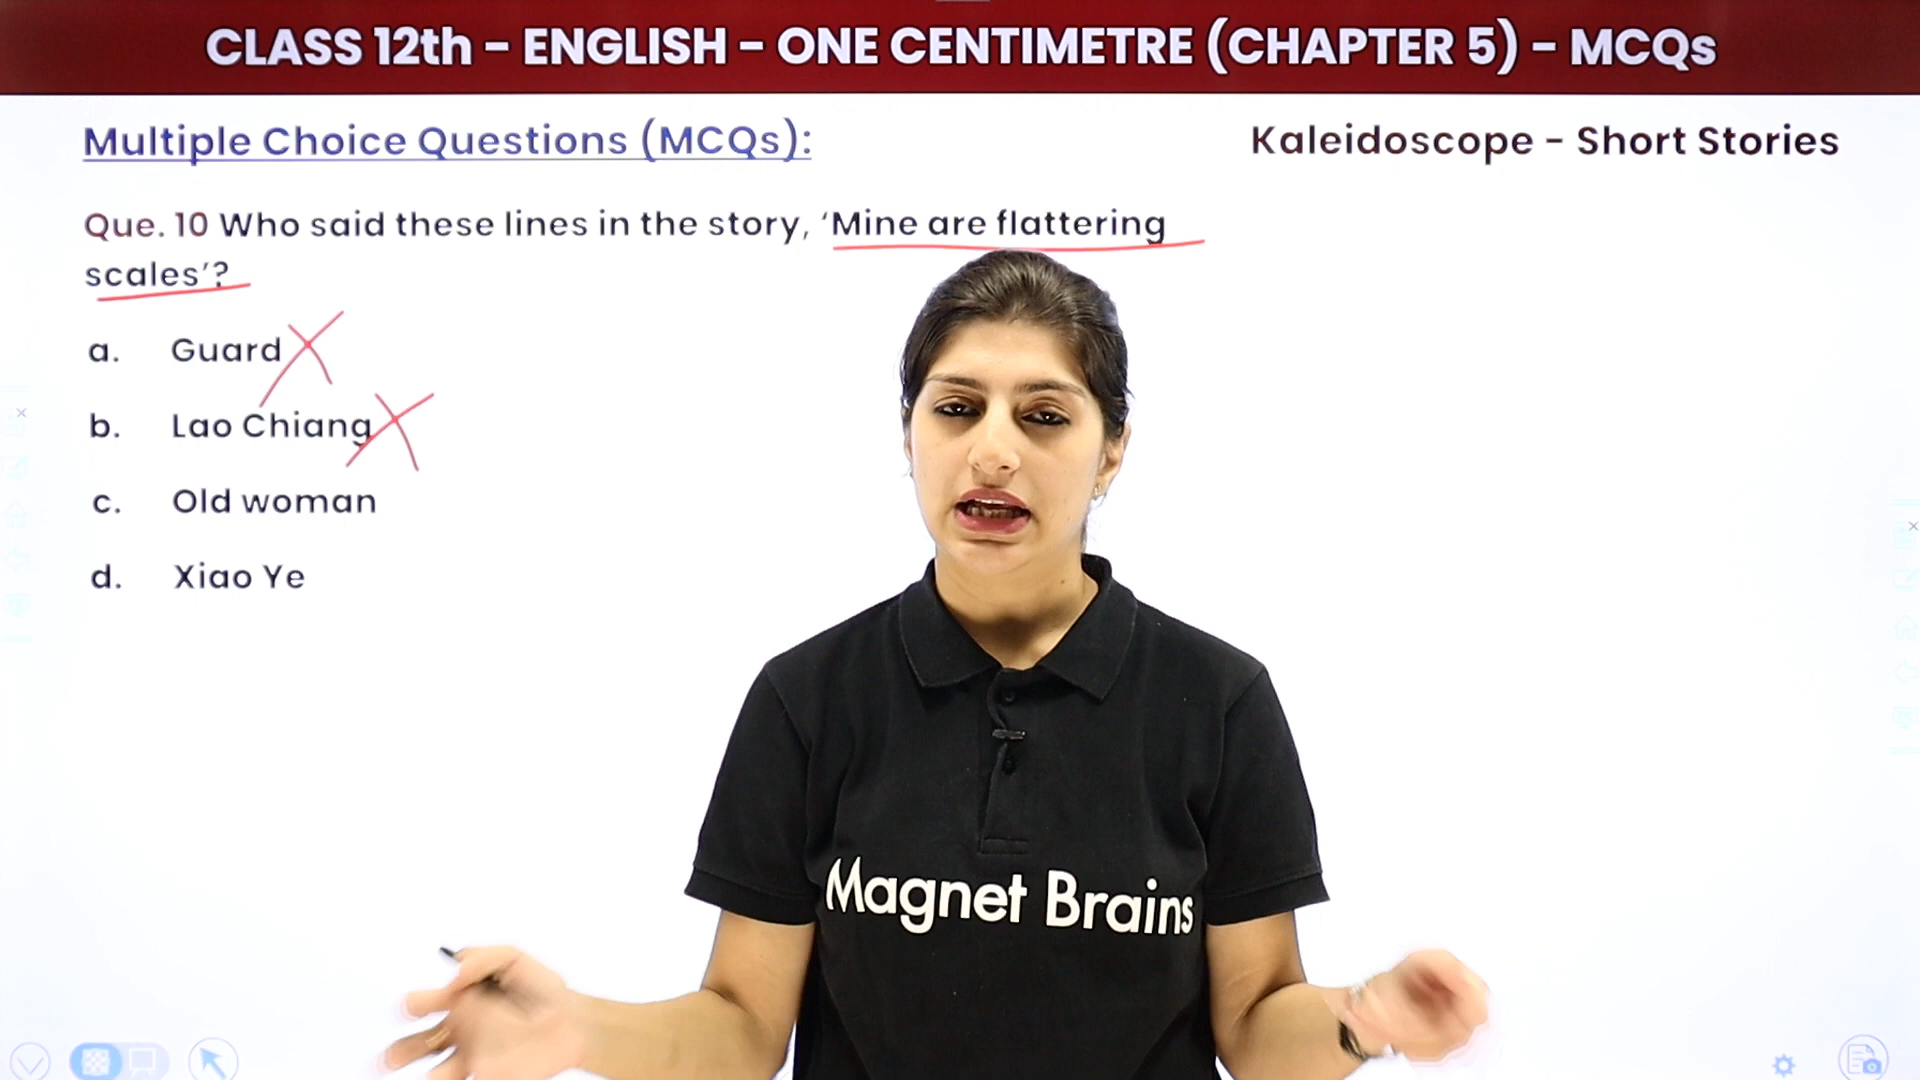 CLASS 12th - ENGLISH - ONE CENTIMETRE (CHAPTER 5) - MCQs
Multiple Choice Questions (MCQs):
Kaleidoscope - Short Stories
Que. 10 Who said these lines in the story, ‘Mine are flattering
scales’?
a. Guard
b. Lao Chiang
c. Old woman
d. Xiao Ye
Magnet Brains